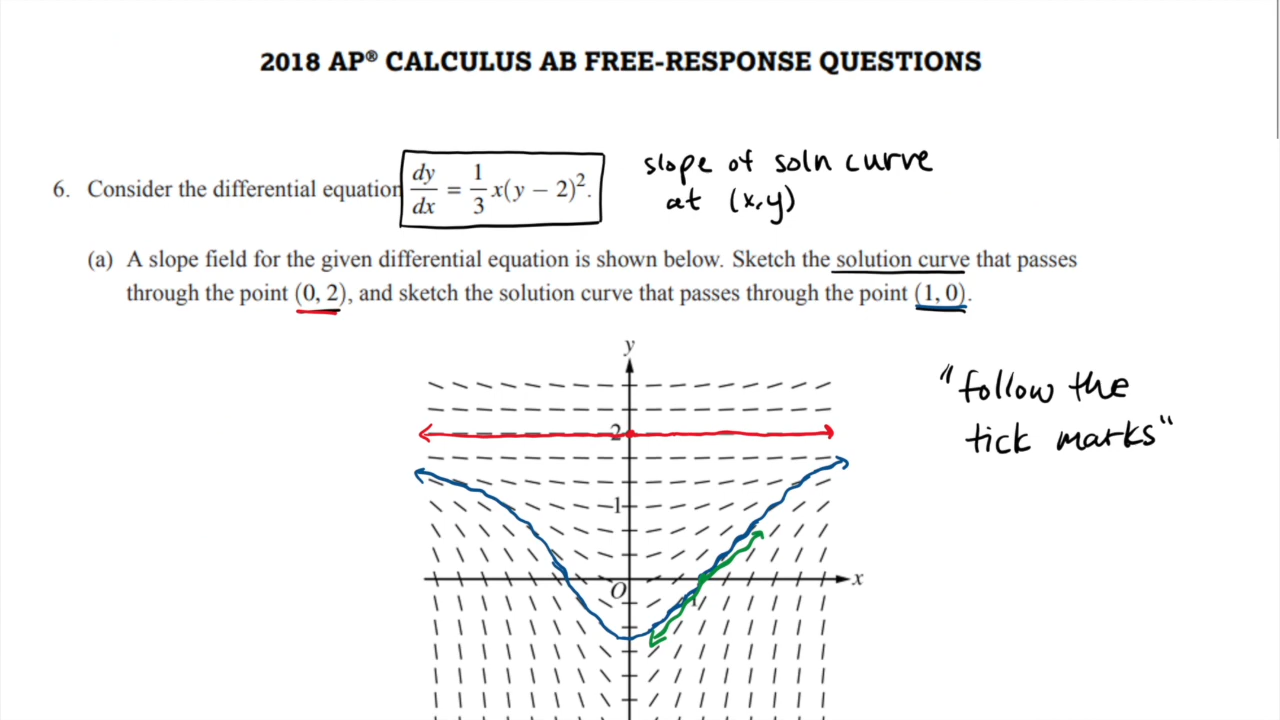 2018 AP® CALCULUS AB FREE-RESPONSE QUESTIONS
6. Consider the differential equation dy/dx = 1/3 x(y − 2)².
slope of soln curve
at (x,y)
(a) A slope field for the given differential equation is shown below. Sketch the solution curve that passes
through the point (0, 2), and sketch the solution curve that passes through the point (1, 0).
y
"follow the
tick marks"
2
1
O
x